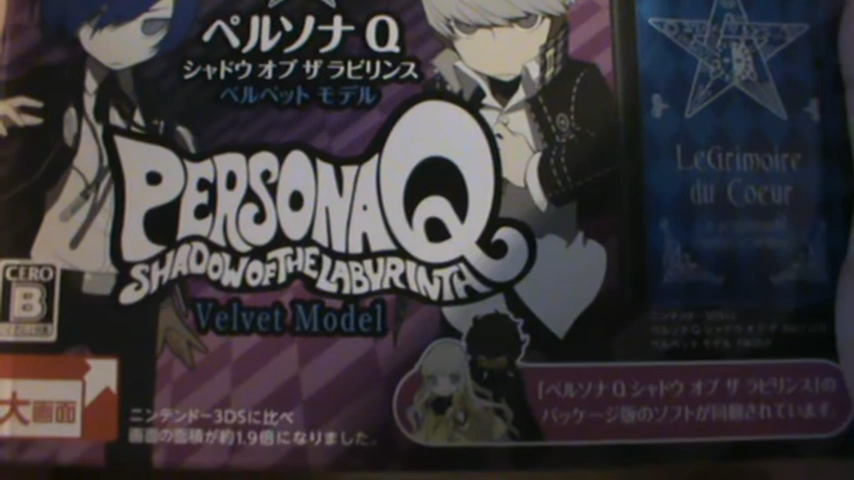 ペルソナ Q
シャドウ オブ ザ ラビリンス
ベルベット モデル
PERSONA Q
SHADOW OF THE LABYRINTH
Velvet Model
LeGrimoire
du Coeur
CERO
B
大画面
ニンテンドー3DSに比べ
画面の面積が約1.9倍になりました。
「ペルソナQ シャドウ オブ ザ ラビリンス」の
パッケージ版のソフトが同梱されています。